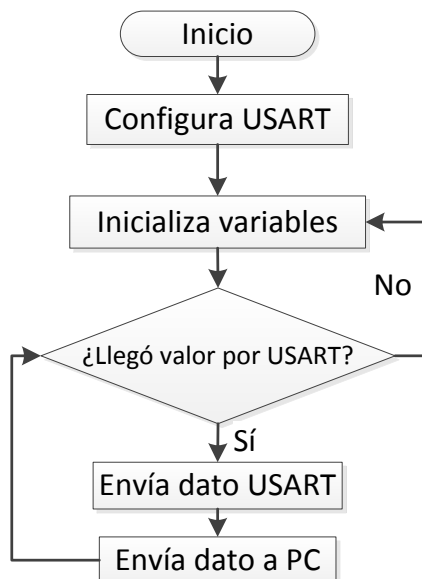 Inicio
Configura USART
Inicializa variables
No
¿Llegó valor por USART?
Sí
Envía dato USART
Envía dato a PC